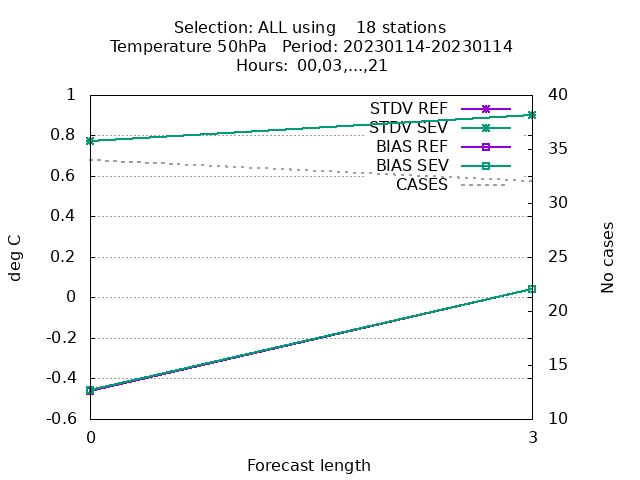 Selection: ALL using    18 stations
Temperature 50hPa   Period: 20230114-20230114
Hours:  00,03,...,21
1
0.8
0.6
0.4
0.2
0
-0.2
-0.4
-0.6
deg C
40
35
30
25
20
15
10
No cases
STDV REF
STDV SEV
BIAS REF
BIAS SEV
CASES
0
3
Forecast length